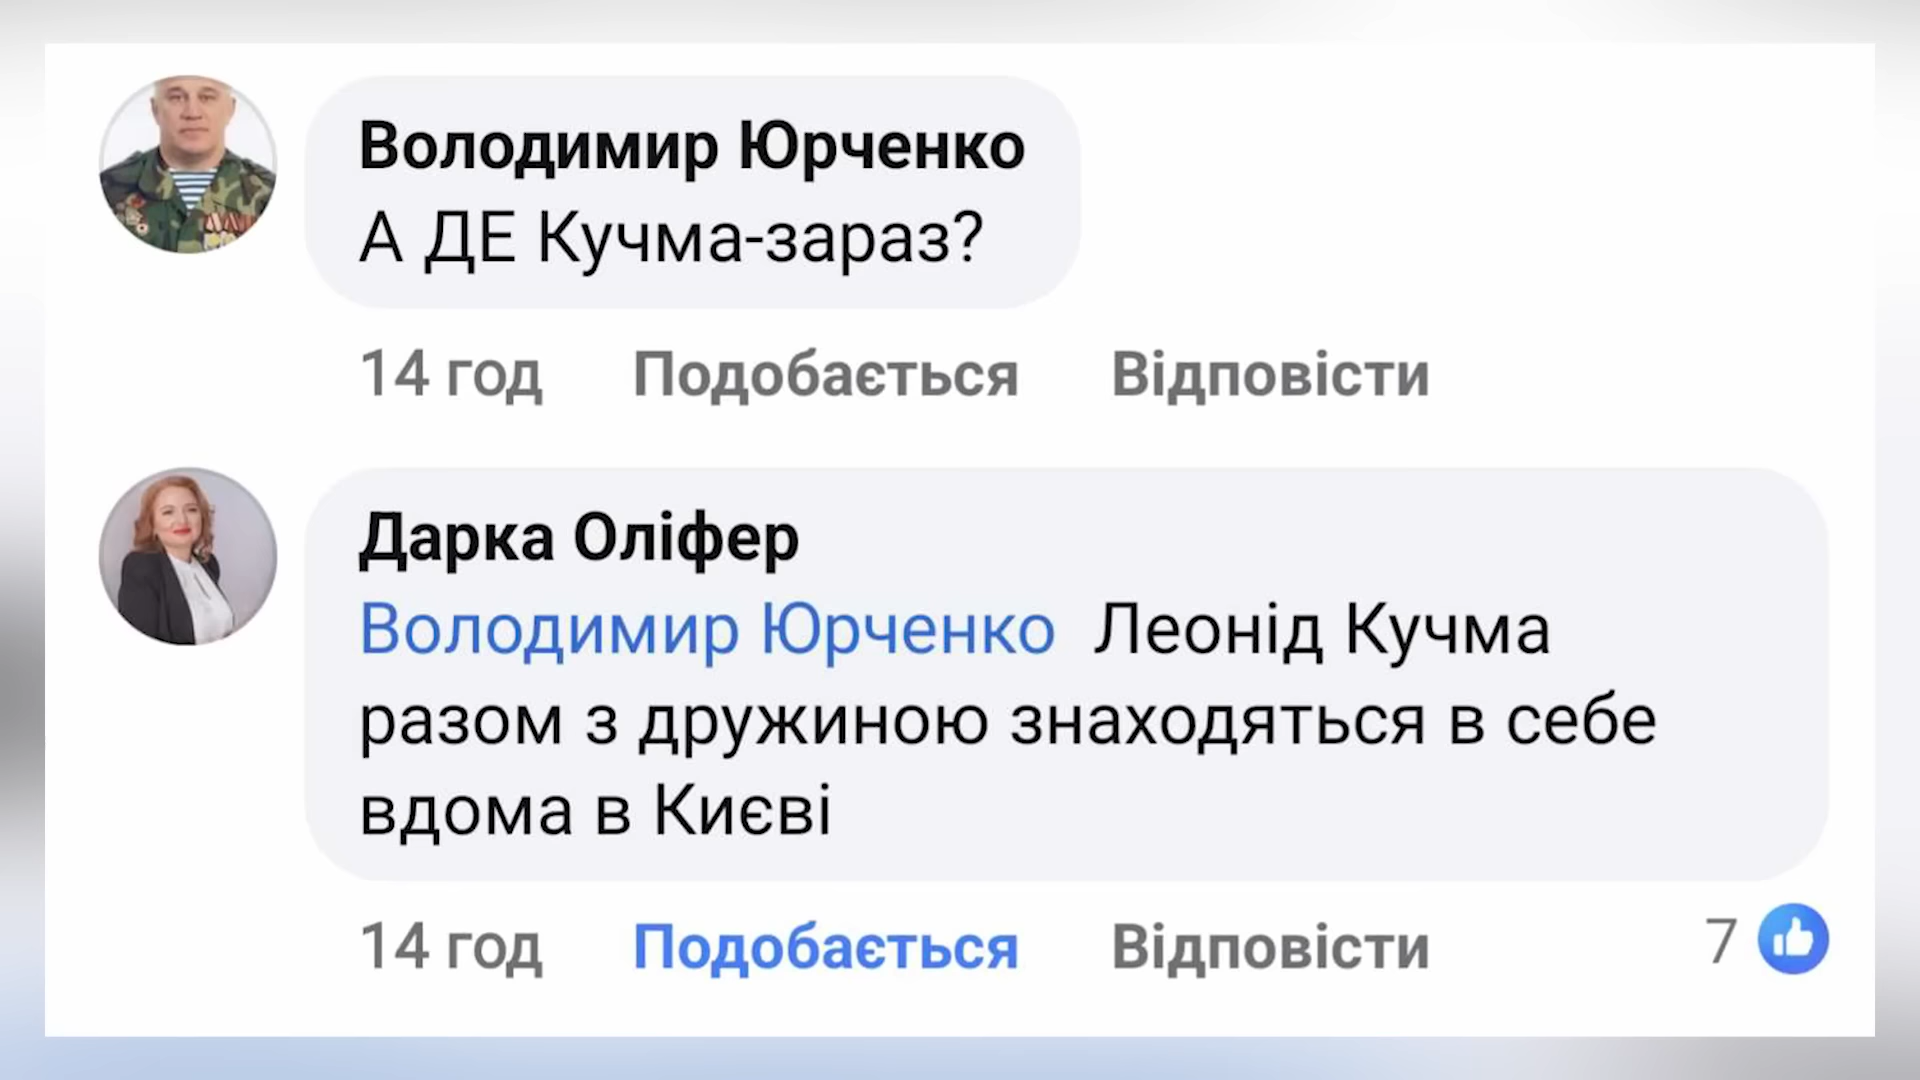 Володимир Юрченко
А ДЕ Кучма-зараз?
14 год Подобається Відповісти
Дарка Оліфер
Володимир Юрченко Леонід Кучма
разом з дружиною знаходяться в себе
вдома в Києві
14 год Подобається Відповісти 7